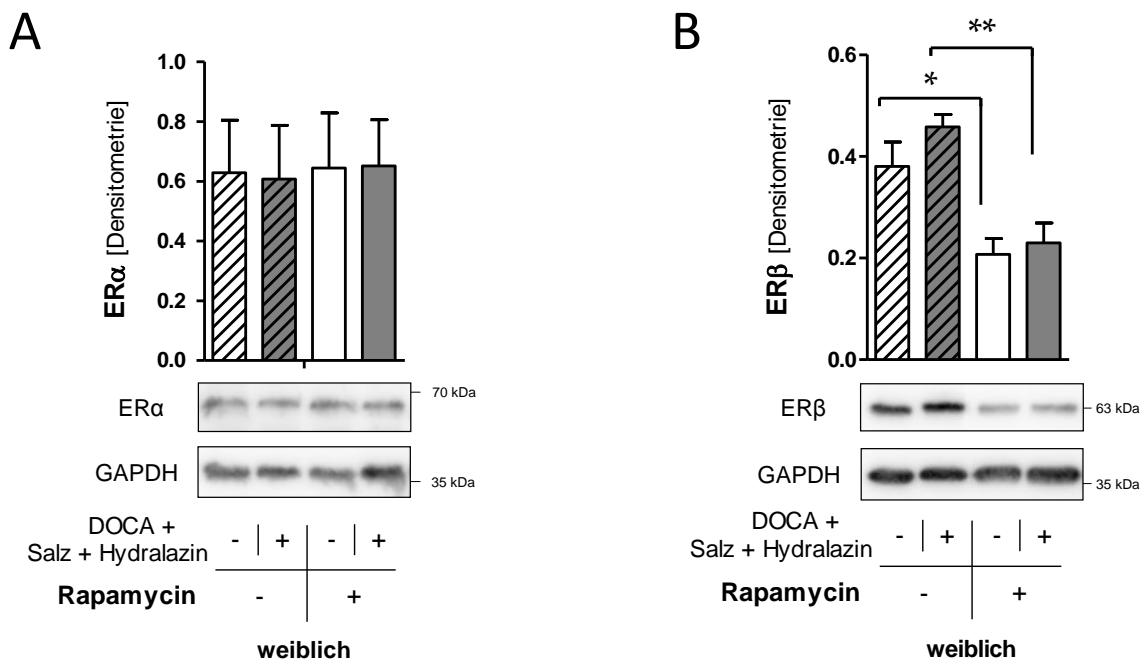 A
ERα [Densitometrie]
1.0
0.8
0.6
0.4
0.2
0.0
ERα
70 kDa
GAPDH
35 kDa
DOCA +
Salz + Hydralazin
- + - +
Rapamycin
- +
weiblich
B
ERβ [Densitometrie]
0.6
0.4
0.2
0.0
*
**
ERβ
63 kDa
GAPDH
35 kDa
DOCA +
Salz + Hydralazin
- + - +
Rapamycin
- +
weiblich